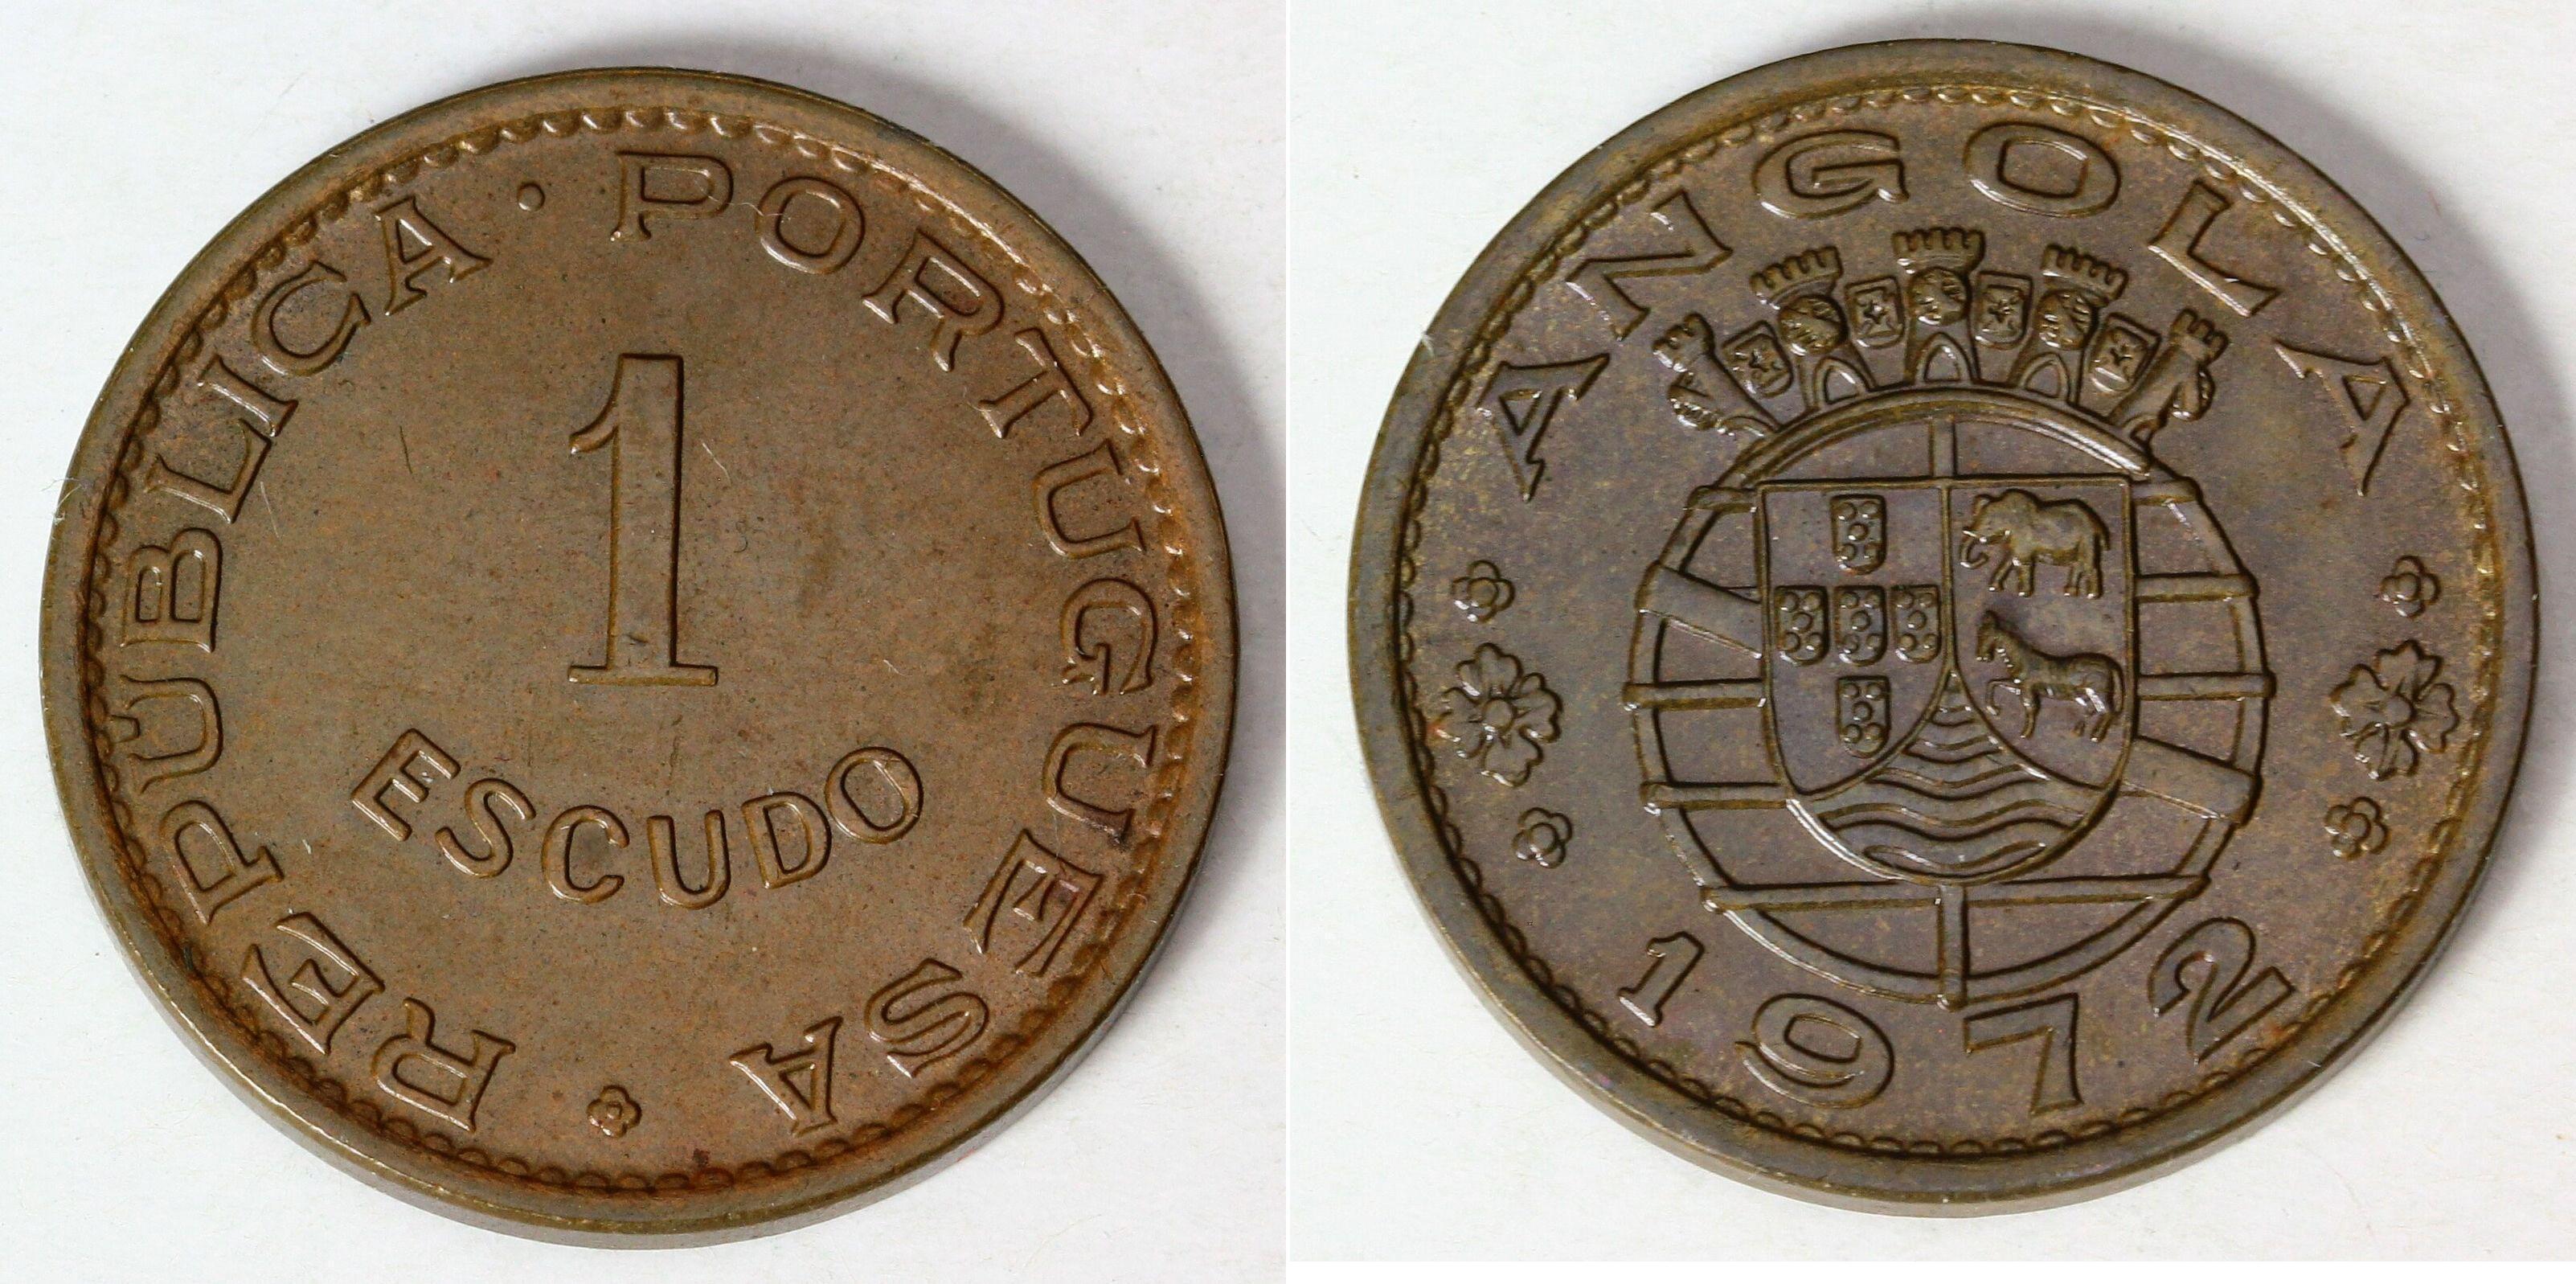 REPÚBLICA · PORTUGUESA
1
ESCUDO
ANGOLA
1972